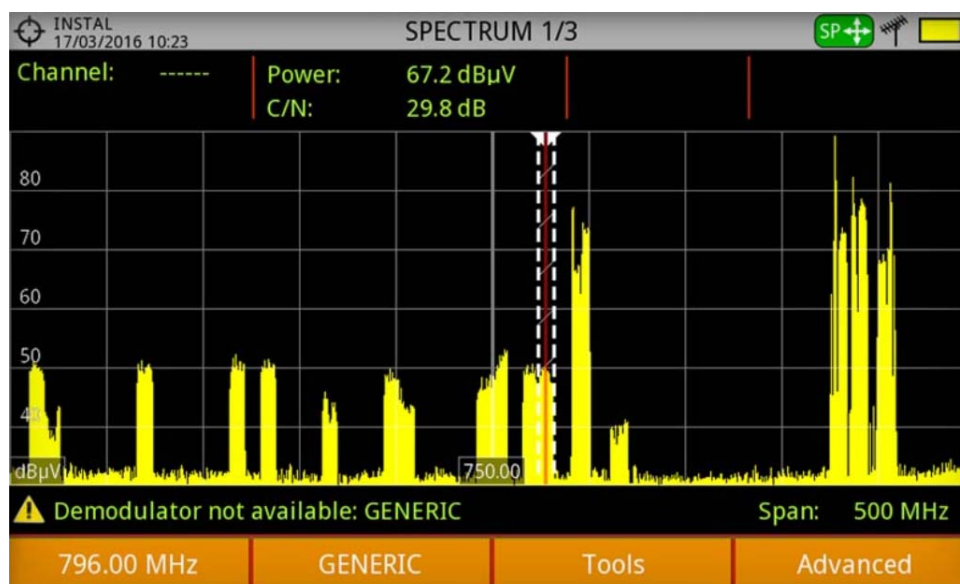 INSTAL
17/03/2016 10:23
SPECTRUM 1/3
SP
Channel: ------
Power: 67.2 dBµV
C/N: 29.8 dB
80
70
60
50
40
dBµV
750.00
Demodulator not available: GENERIC
Span: 500 MHz
796.00 MHz
GENERIC
Tools
Advanced